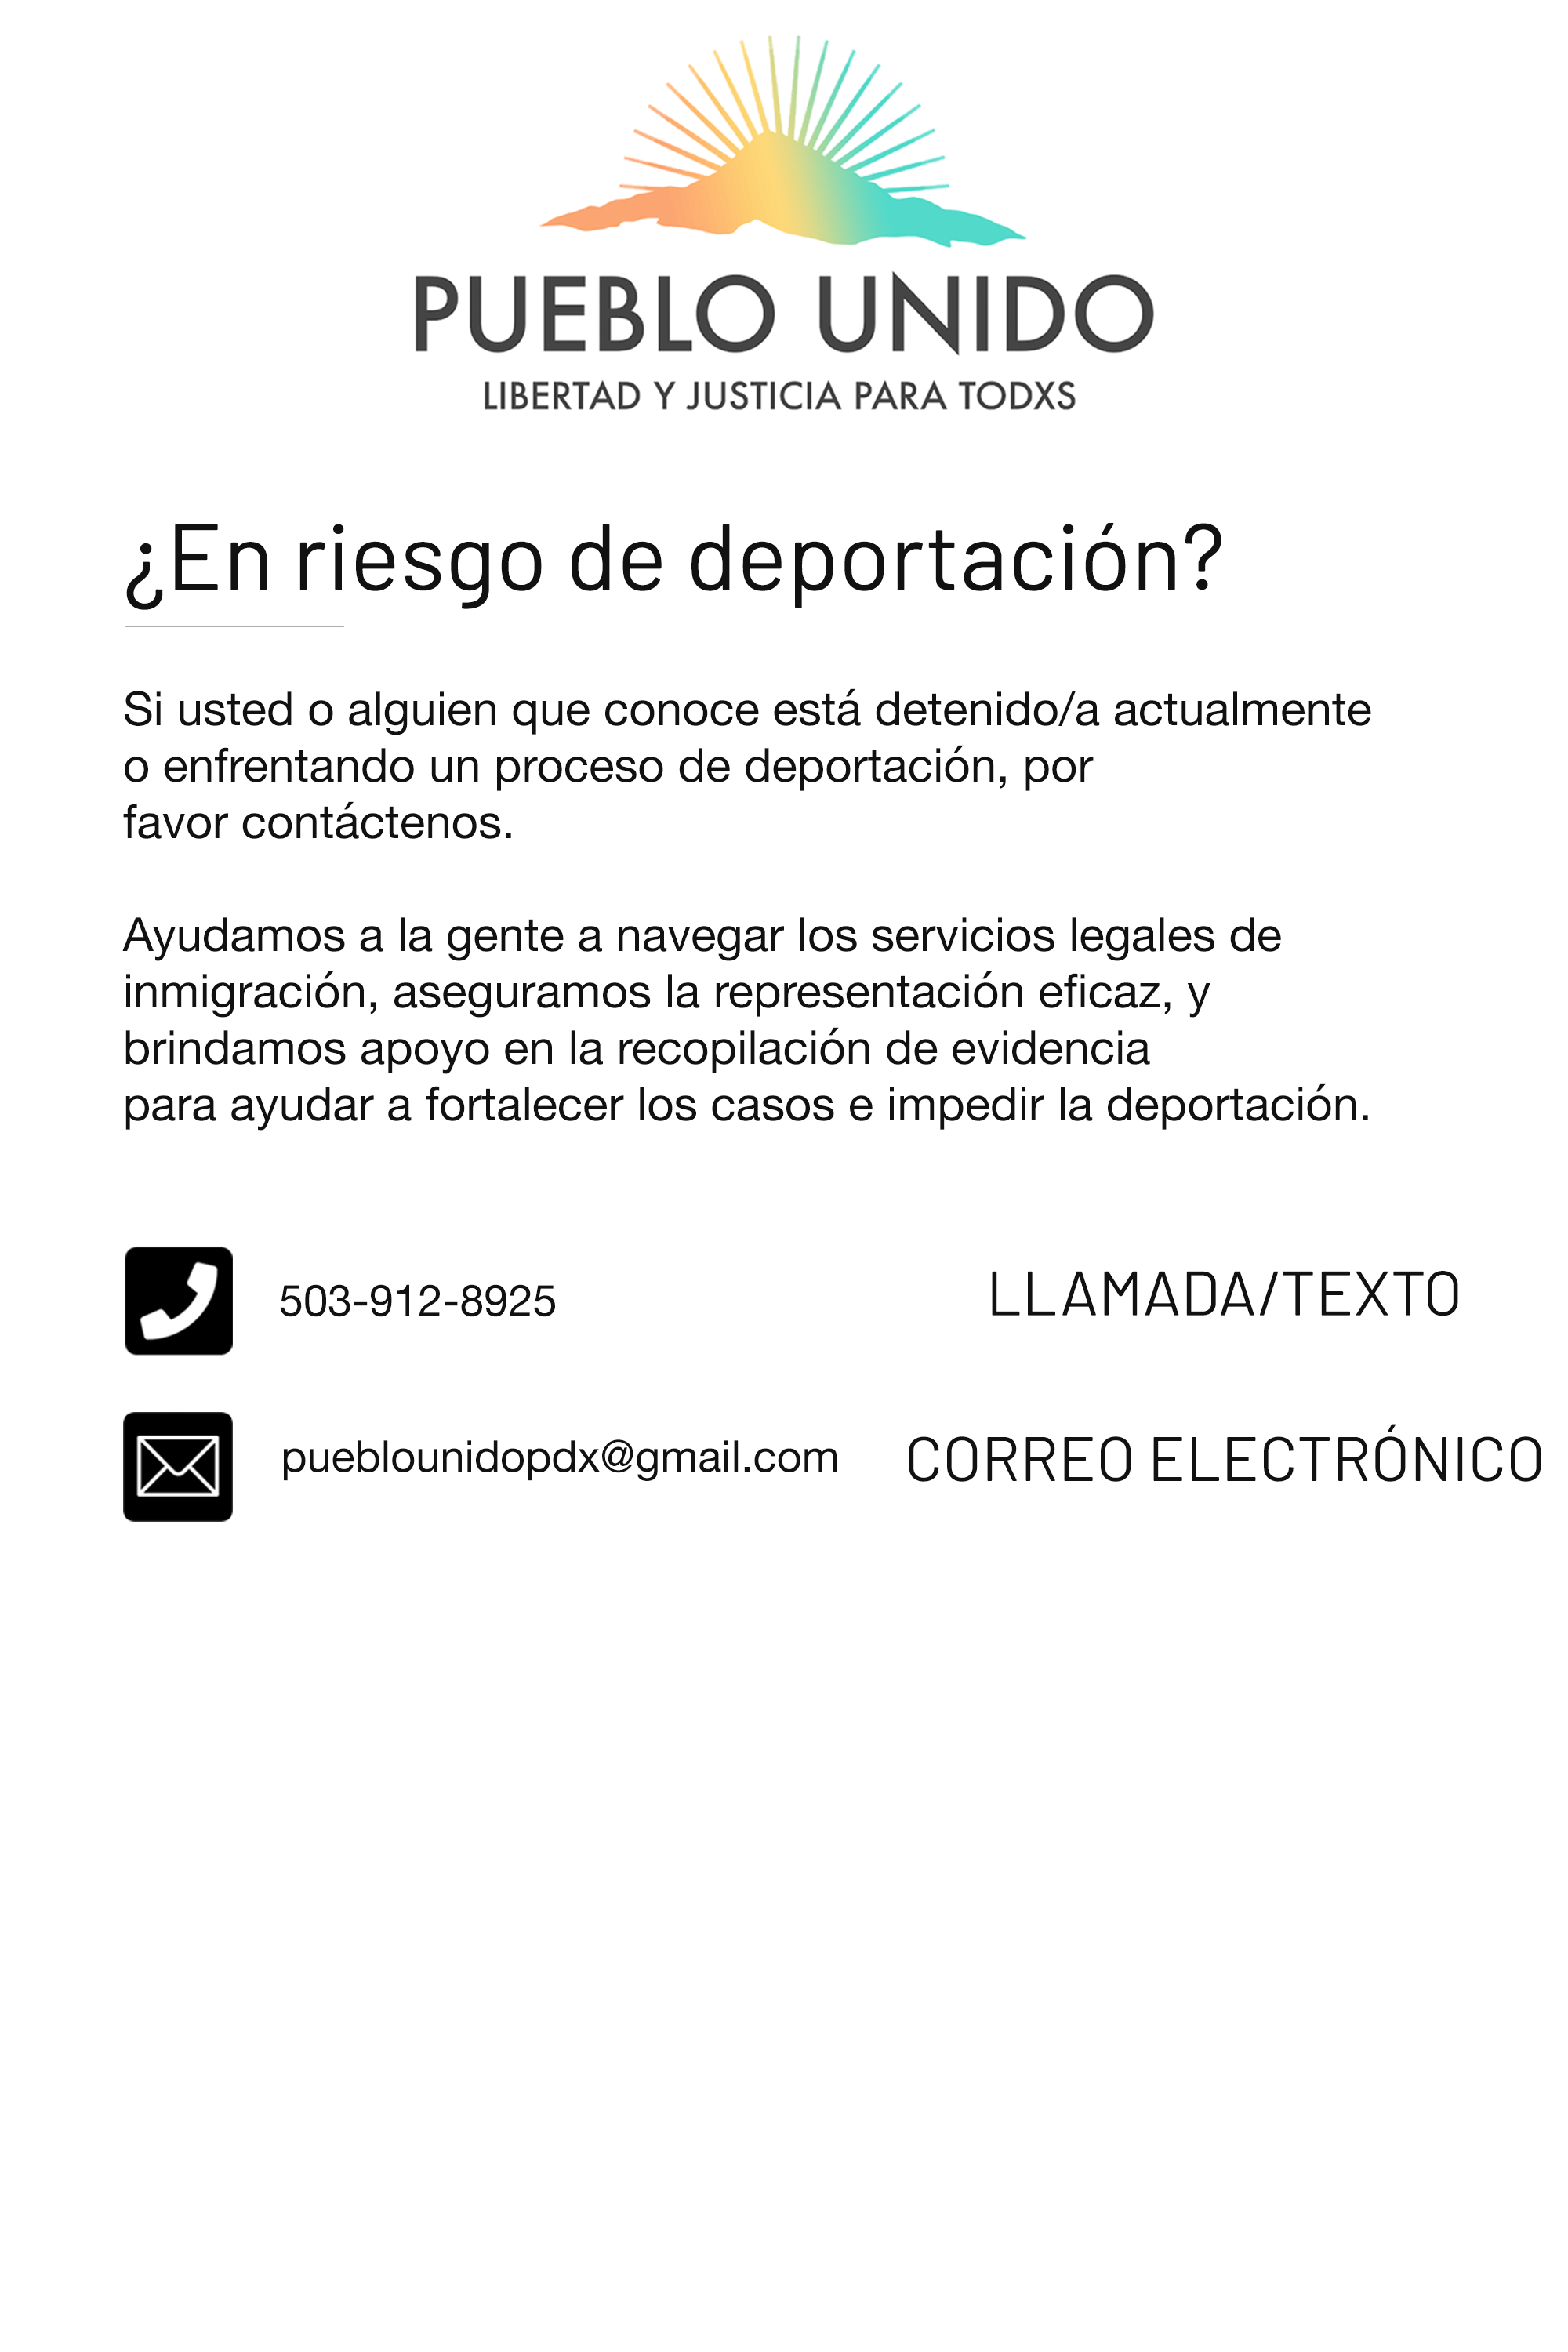 PUEBLO UNIDO
LIBERTAD Y JUSTICIA PARA TODXS
¿En riesgo de deportación?
Si usted o alguien que conoce está detenido/a actualmente
o enfrentando un proceso de deportación, por
favor contáctenos.
Ayudamos a la gente a navegar los servicios legales de
inmigración, aseguramos la representación eficaz, y
brindamos apoyo en la recopilación de evidencia
para ayudar a fortalecer los casos e impedir la deportación.
503-912-8925 LLAMADA/TEXTO
pueblounidopdx@gmail.com CORREO ELECTRÓNICO